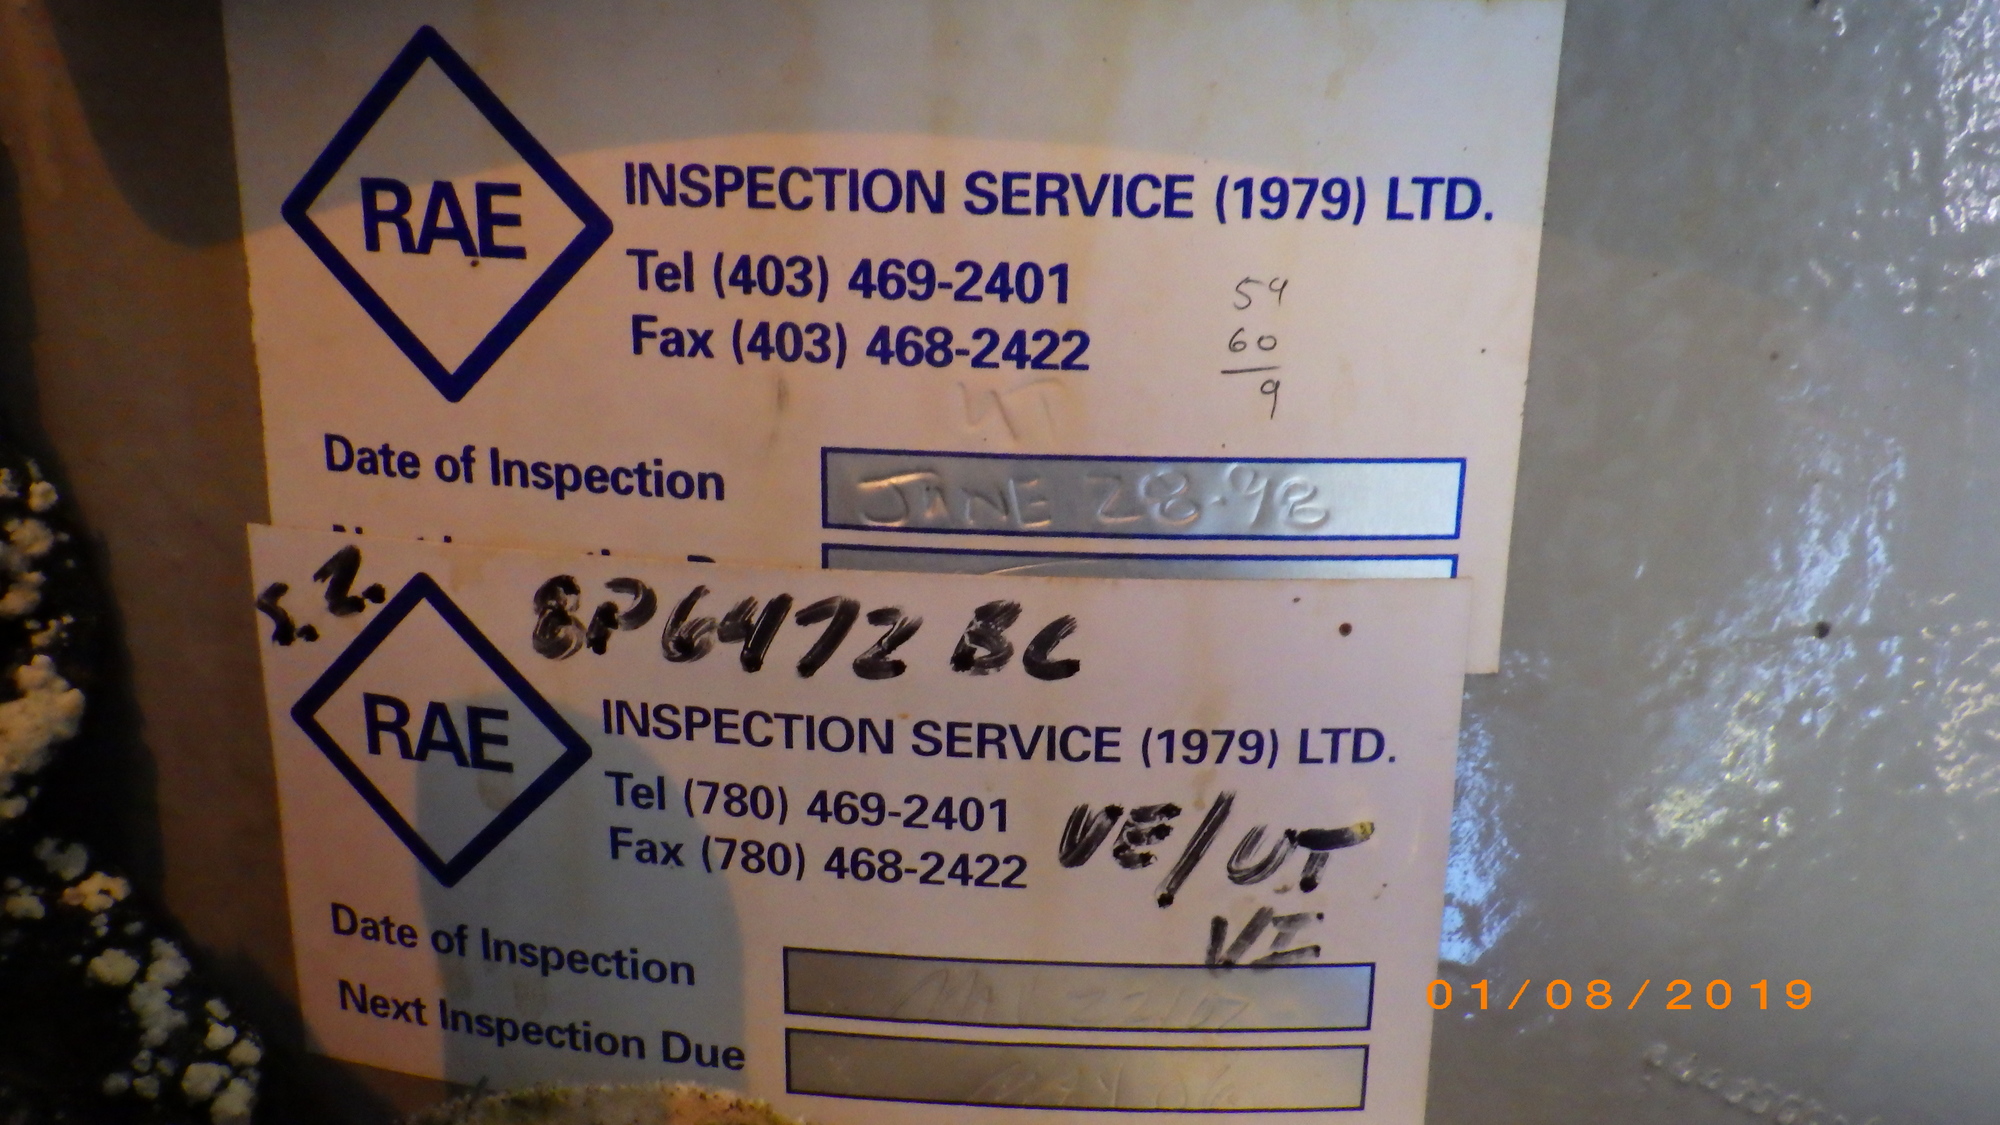 RAE
INSPECTION SERVICE (1979) LTD.
Tel (403) 469-2401
Fax (403) 468-2422
59
60
9
UT
Date of Inspection
JUNE 28-98
S.2.
8P6472 BC
RAE
INSPECTION SERVICE (1979) LTD.
Tel (780) 469-2401
Fax (780) 468-2422
VE/UT
VI
Date of Inspection
Next Inspection Due
01/08/2019